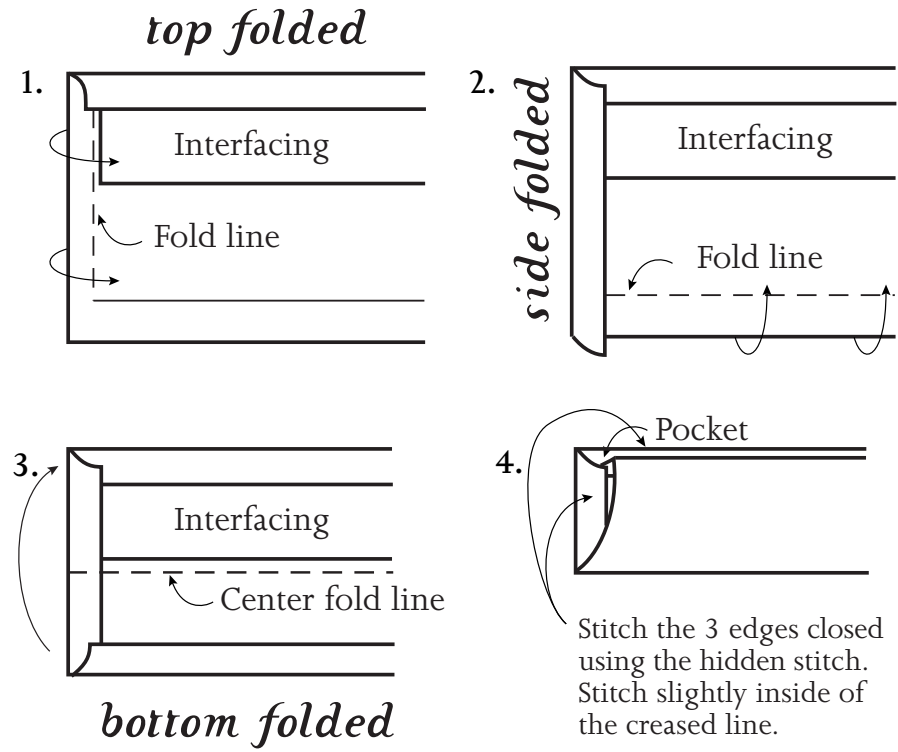 top folded
1.
Interfacing
Fold line
2.
side folded
Interfacing
Fold line
3.
Interfacing
Center fold line
bottom folded
4.
Pocket
Stitch the 3 edges closed
using the hidden stitch.
Stitch slightly inside of
the creased line.